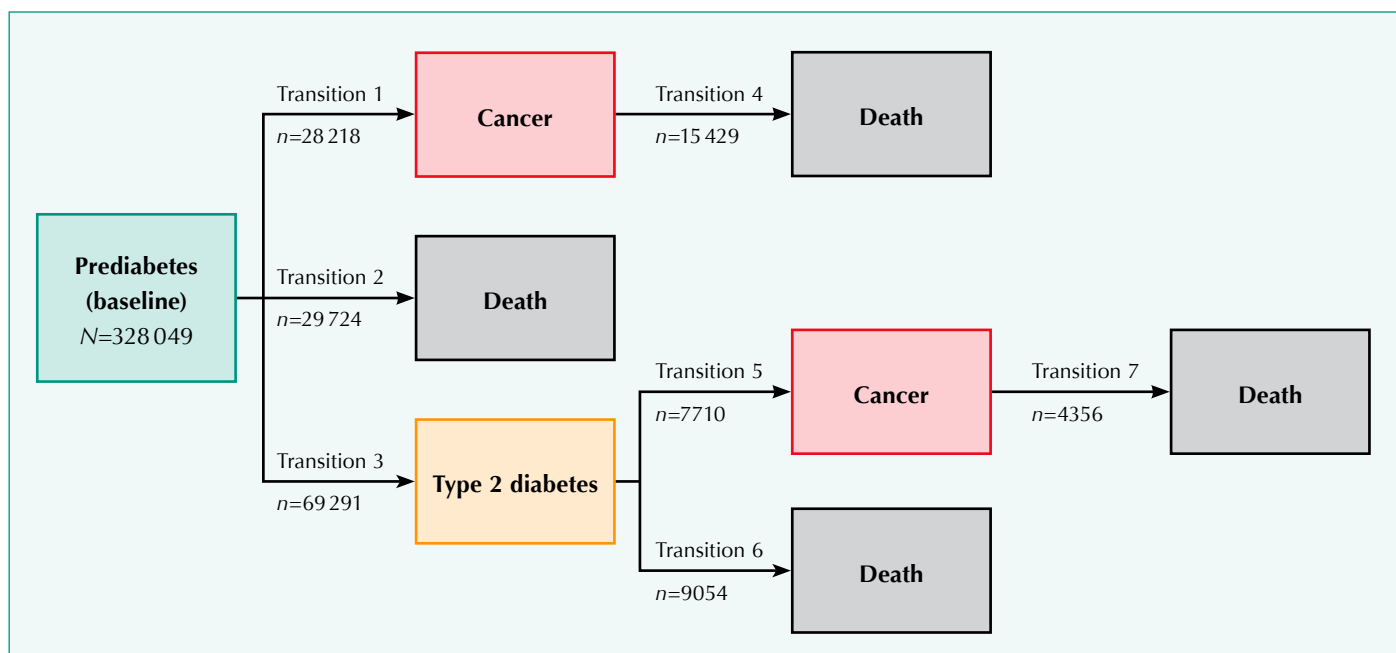 Prediabetes
(baseline)
N=328 049
Transition 1
n=28 218
Cancer
Transition 4
n=15 429
Death
Transition 2
n=29 724
Death
Transition 3
n=69 291
Type 2 diabetes
Transition 5
n=7710
Cancer
Transition 7
n=4356
Death
Transition 6
n=9054
Death